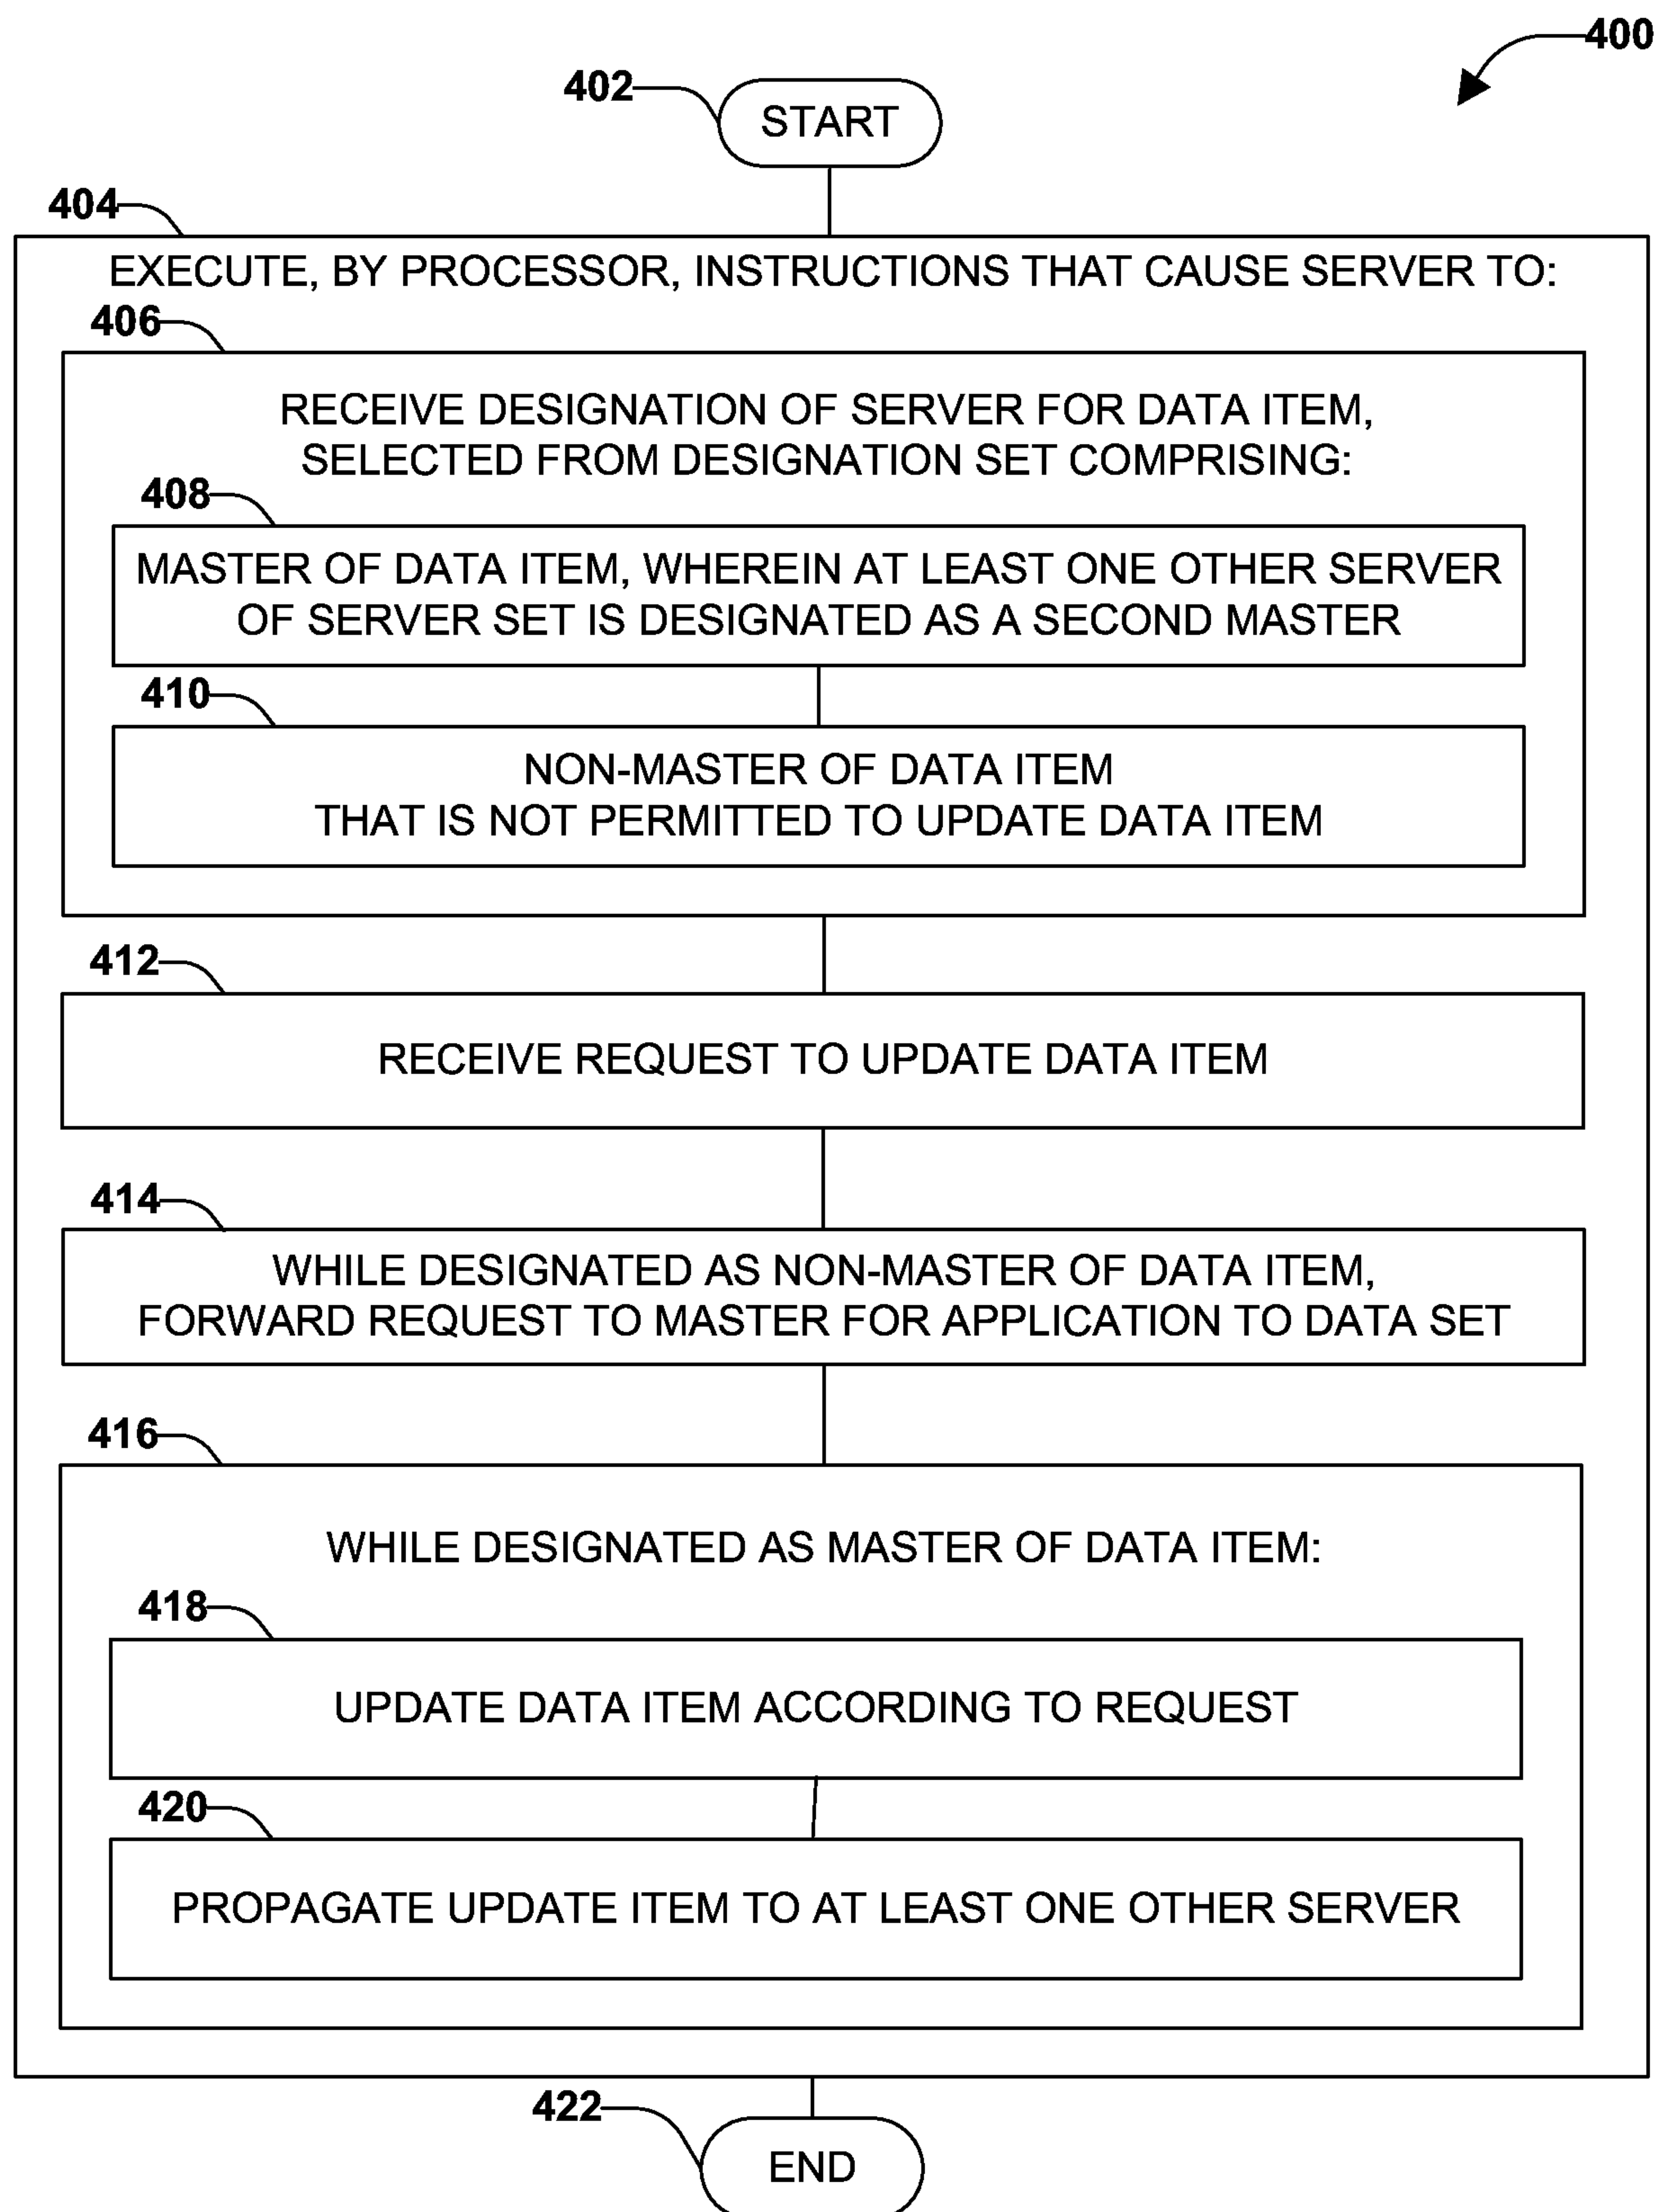 400
402
START
404
EXECUTE, BY PROCESSOR, INSTRUCTIONS THAT CAUSE SERVER TO:
406
RECEIVE DESIGNATION OF SERVER FOR DATA ITEM,
SELECTED FROM DESIGNATION SET COMPRISING:
408
MASTER OF DATA ITEM, WHEREIN AT LEAST ONE OTHER SERVER
OF SERVER SET IS DESIGNATED AS A SECOND MASTER
410
NON-MASTER OF DATA ITEM
THAT IS NOT PERMITTED TO UPDATE DATA ITEM
412
RECEIVE REQUEST TO UPDATE DATA ITEM
414
WHILE DESIGNATED AS NON-MASTER OF DATA ITEM,
FORWARD REQUEST TO MASTER FOR APPLICATION TO DATA SET
416
WHILE DESIGNATED AS MASTER OF DATA ITEM:
418
UPDATE DATA ITEM ACCORDING TO REQUEST
420
PROPAGATE UPDATE ITEM TO AT LEAST ONE OTHER SERVER
422
END